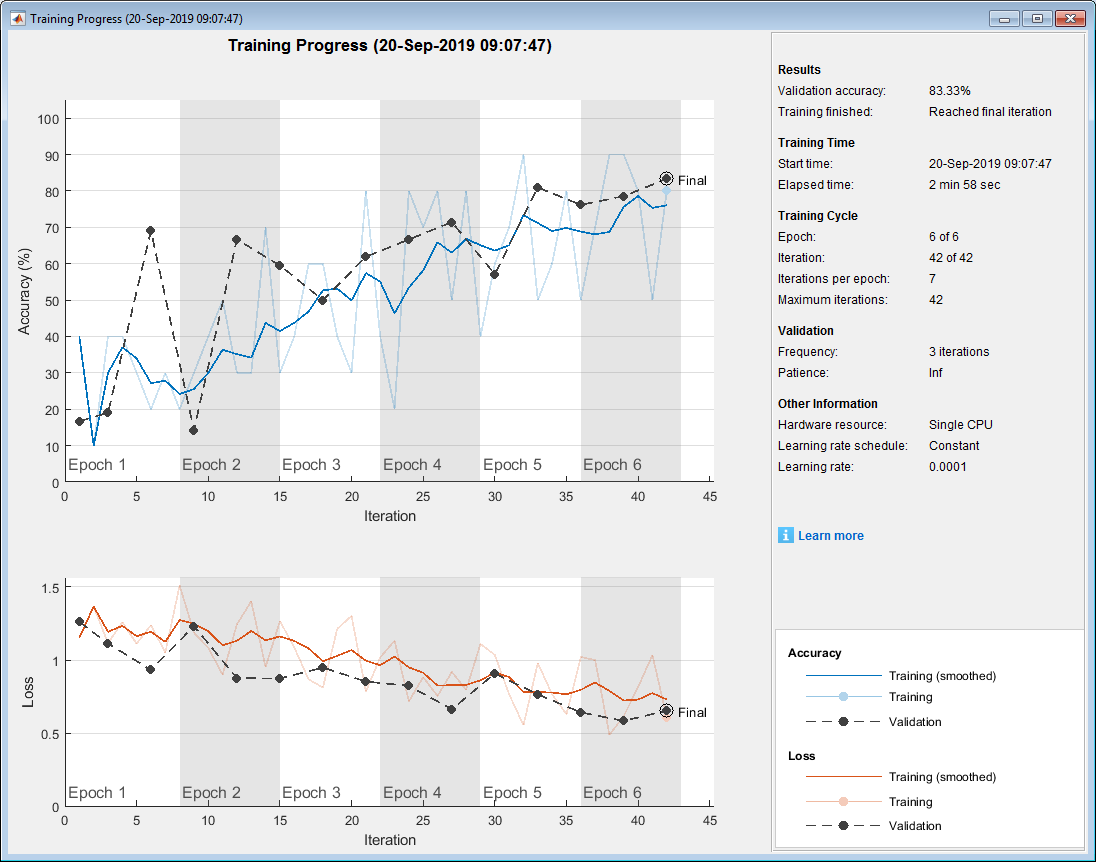 Training Progress (20-Sep-2019 09:07:47)
Training Progress (20-Sep-2019 09:07:47)
Accuracy (%)
100
90
80
70
60
50
40
30
20
10
0
Final
Epoch 1 Epoch 2 Epoch 3 Epoch 4 Epoch 5 Epoch 6
0 5 10 15 20 25 30 35 40 45
Iteration
Loss
1.5
1
0.5
0
Final
Epoch 1 Epoch 2 Epoch 3 Epoch 4 Epoch 5 Epoch 6
0 5 10 15 20 25 30 35 40 45
Iteration
Results
Validation accuracy: 83.33%
Training finished: Reached final iteration
Training Time
Start time: 20-Sep-2019 09:07:47
Elapsed time: 2 min 58 sec
Training Cycle
Epoch: 6 of 6
Iteration: 42 of 42
Iterations per epoch: 7
Maximum iterations: 42
Validation
Frequency: 3 iterations
Patience: Inf
Other Information
Hardware resource: Single CPU
Learning rate schedule: Constant
Learning rate: 0.0001
i Learn more
Accuracy
Training (smoothed)
Training
Validation
Loss
Training (smoothed)
Training
Validation